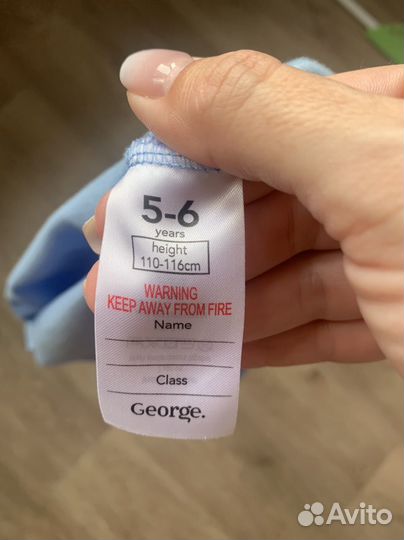 5-6
years
height
110-116cm
WARNING
KEEP AWAY FROM FIRE
Name
Class
George.
Avito